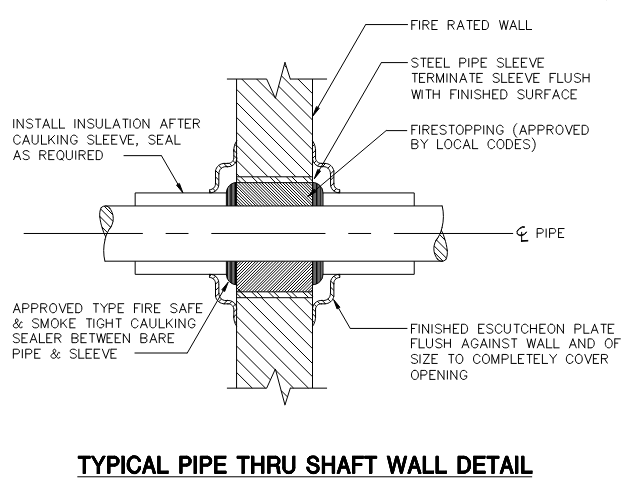 FIRE RATED WALL
STEEL PIPE SLEEVE
TERMINATE SLEEVE FLUSH
WITH FINISHED SURFACE
INSTALL INSULATION AFTER
CAULKING SLEEVE, SEAL
AS REQUIRED
FIRESTOPPING (APPROVED
BY LOCAL CODES)
℄ PIPE
APPROVED TYPE FIRE SAFE
& SMOKE TIGHT CAULKING
SEALER BETWEEN BARE
PIPE & SLEEVE
FINISHED ESCUTCHEON PLATE
FLUSH AGAINST WALL AND OF
SIZE TO COMPLETELY COVER
OPENING
TYPICAL PIPE THRU SHAFT WALL DETAIL